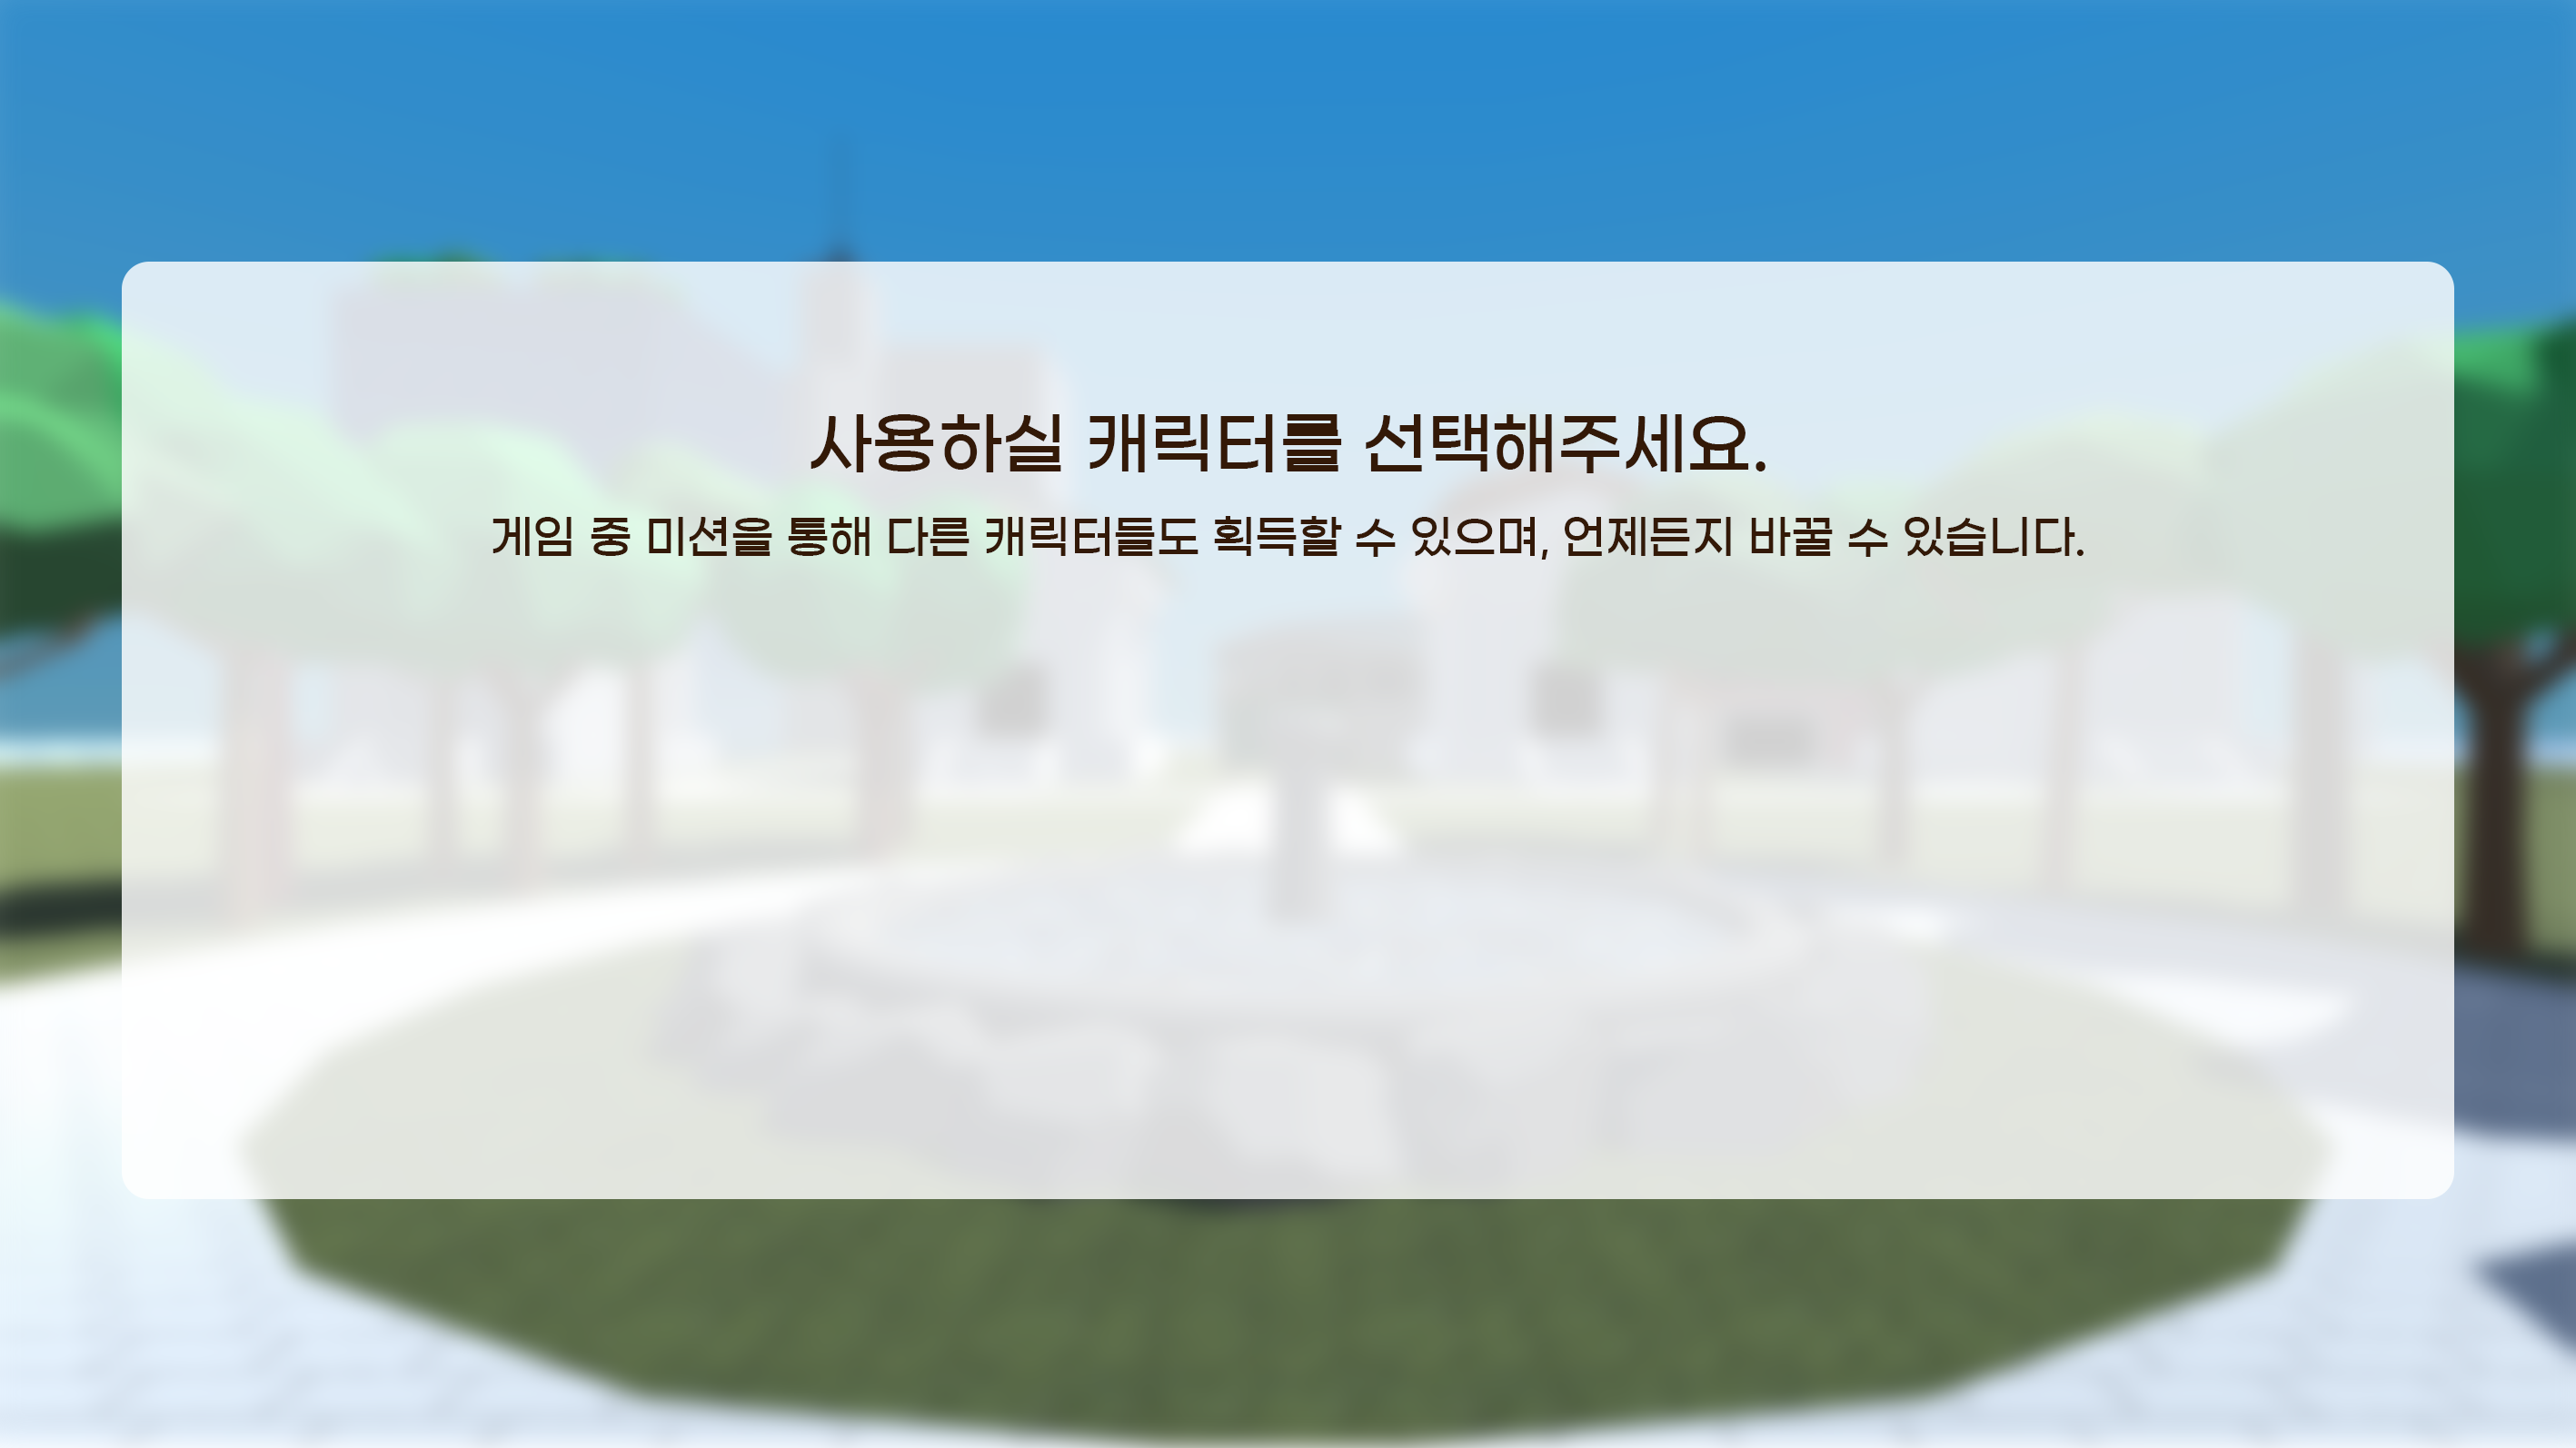 사용하실 캐릭터를 선택해주세요.
게임 중 미션을 통해 다른 캐릭터들도 획득할 수 있으며, 언제든지 바꿀 수 있습니다.